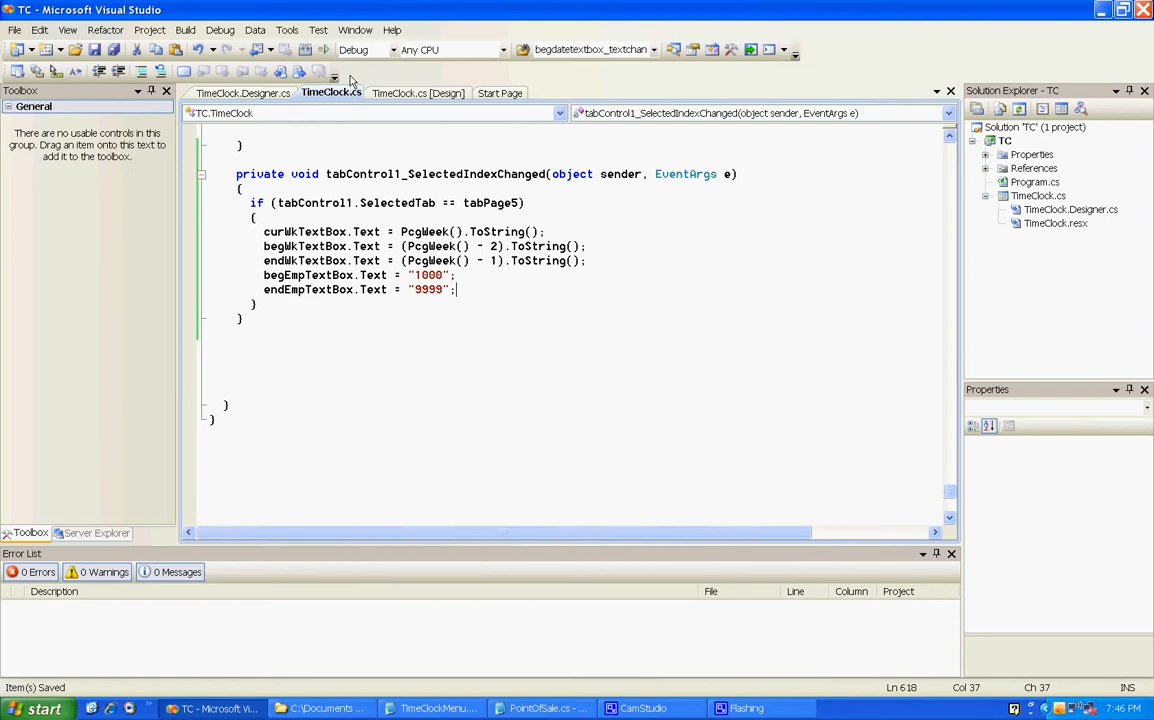 TC - Microsoft Visual Studio
File Edit View Refactor Project Build Debug Data Tools Test Window Help
Debug Any CPU begdatetextbox_textchan
Toolbox
TimeClock.Designer.cs TimeClock.cs TimeClock.cs [Design] Start Page
Solution Explorer - TC
General
There are no usable controls in this
group. Drag an item onto this text to
add it to the toolbox.
TC.TimeClock
tabControl1_SelectedIndexChanged(object sender, EventArgs e)
}
private void tabControl1_SelectedIndexChanged(object sender, EventArgs e)
{
if (tabControl1.SelectedTab == tabPage5)
{
curWkTextBox.Text = PcgWeek().ToString();
begWkTextBox.Text = (PcgWeek() - 2).ToString();
endWkTextBox.Text = (PcgWeek() - 1).ToString();
begEmpTextBox.Text = "1000";
endEmpTextBox.Text = "9999";
}
}
}
}
Solution 'TC' (1 project)
TC
Properties
References
Program.cs
TimeClock.cs
TimeClock.Designer.cs
TimeClock.resx
Properties
Toolbox Server Explorer
Error List
0 Errors 0 Warnings 0 Messages
Description File Line Column Project
Item(s) Saved Ln 618 Col 37 Ch 37 INS
start TC - Microsoft Vi... C:\Documents ... TimeClockMenu.... PointOfSale.cs - ... CamStudio Flashing 7:46 PM